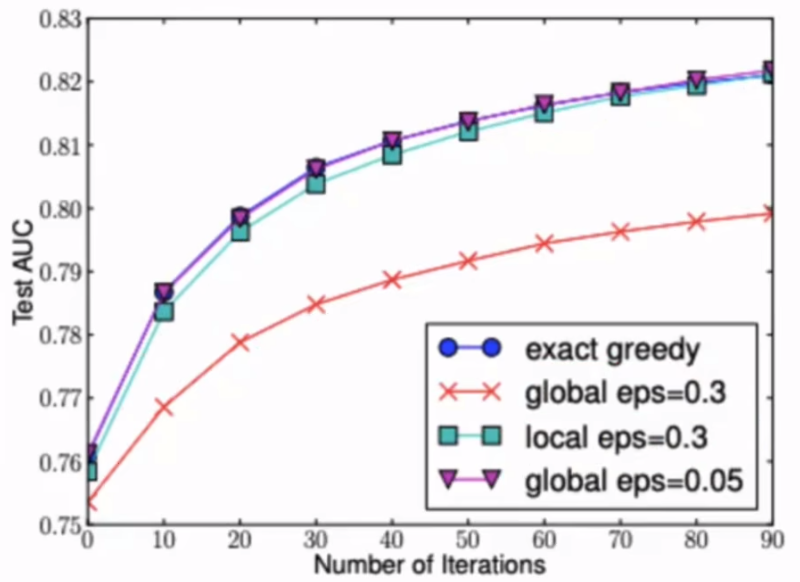 0.83
0.82
0.81
0.80
0.79
0.78
0.77
0.76
0.75
Test AUC
exact greedy
global eps=0.3
local eps=0.3
global eps=0.05
0 10 20 30 40 50 60 70 80 90
Number of Iterations